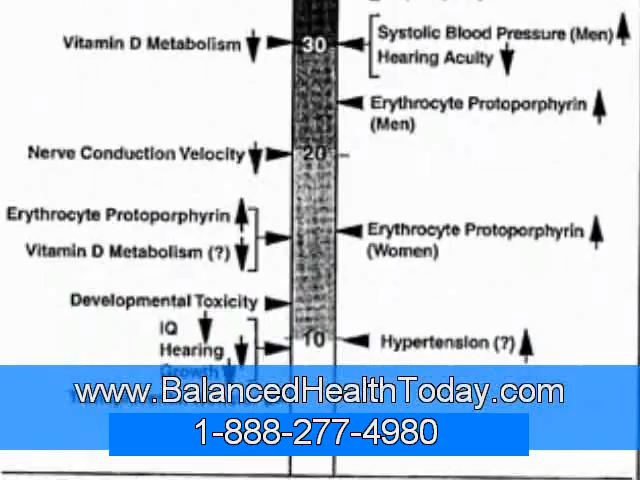 Vitamin D Metabolism
30
Systolic Blood Pressure (Men)
Hearing Acuity
Erythrocyte Protoporphyrin
(Men)
Nerve Conduction Velocity
20
Erythrocyte Protoporphyrin
Vitamin D Metabolism (?)
Erythrocyte Protoporphyrin
(Women)
Developmental Toxicity
IQ
Hearing
Growth
10
Hypertension (?)
www.BalancedHealthToday.com
1-888-277-4980